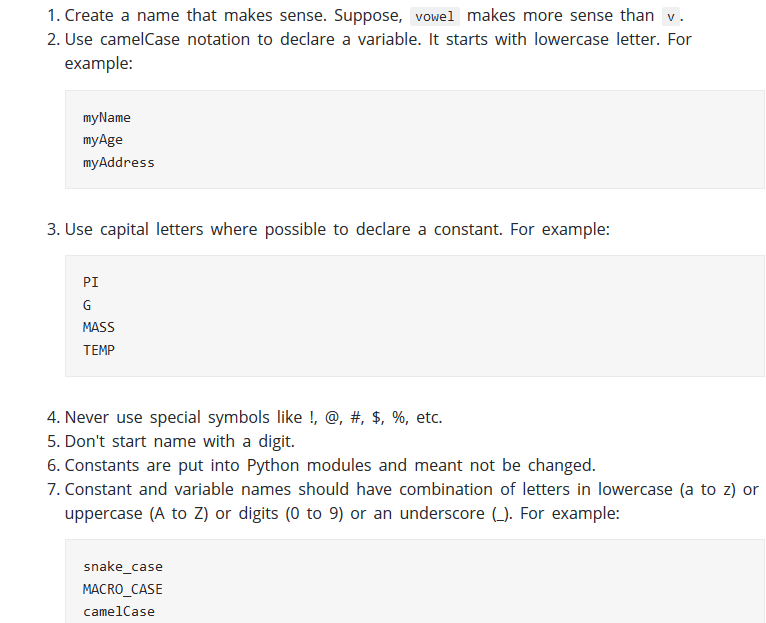 1. Create a name that makes sense. Suppose, vowel makes more sense than v.
2. Use camelCase notation to declare a variable. It starts with lowercase letter. For
example:
myName
myAge
myAddress
3. Use capital letters where possible to declare a constant. For example:
PI
G
MASS
TEMP
4. Never use special symbols like !, @, #, $, %, etc.
5. Don't start name with a digit.
6. Constants are put into Python modules and meant not be changed.
7. Constant and variable names should have combination of letters in lowercase (a to z) or
uppercase (A to Z) or digits (0 to 9) or an underscore (_). For example:
snake_case
MACRO_CASE
camelCase